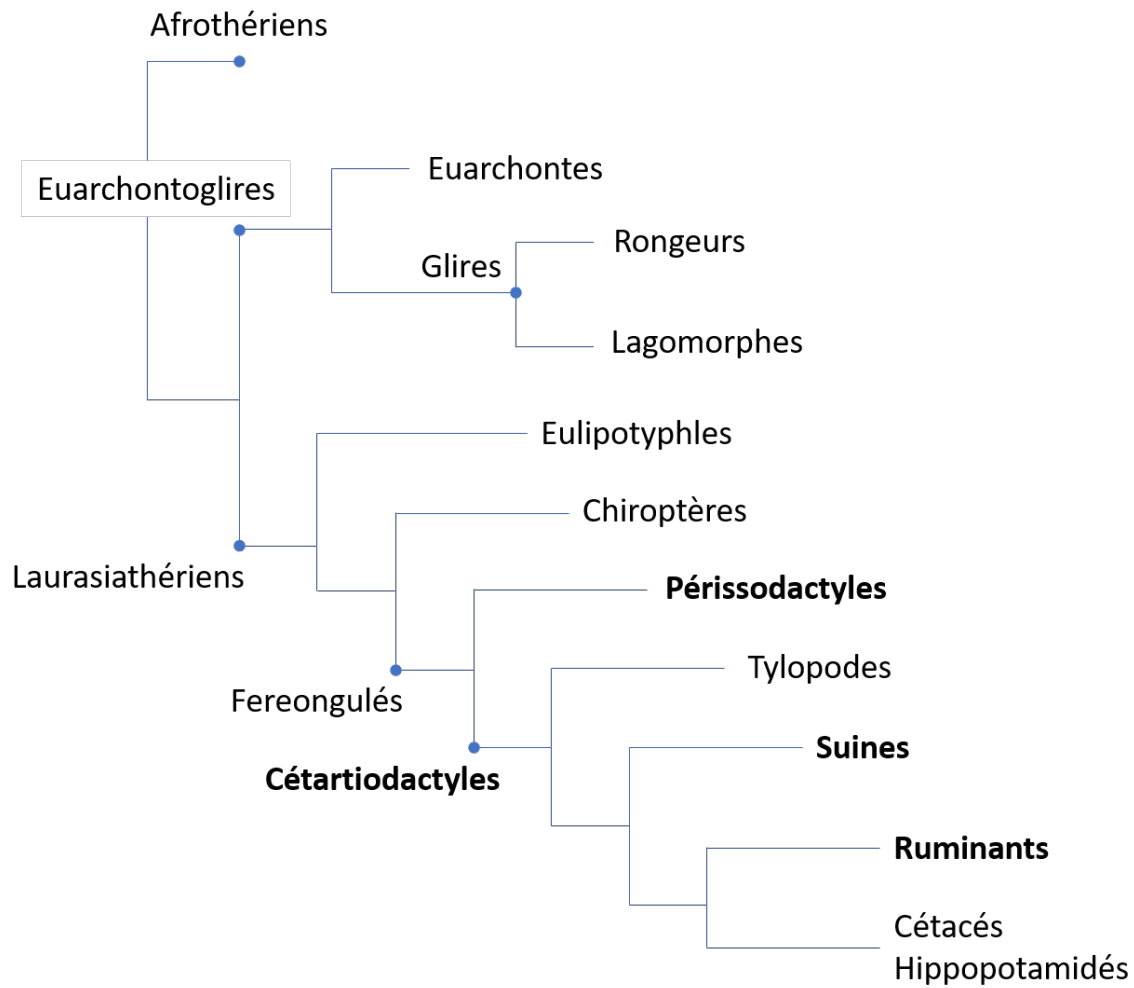 Afrothériens
Euarchontes
Euarchontoglires
Rongeurs
Glires
Lagomorphes
Eulipotyphles
Chiroptères
Laurasiathériens
Périssodactyles
Tylopodes
Fereongulés
Suines
Cétartiodactyles
Ruminants
Cétacés
Hippopotamidés